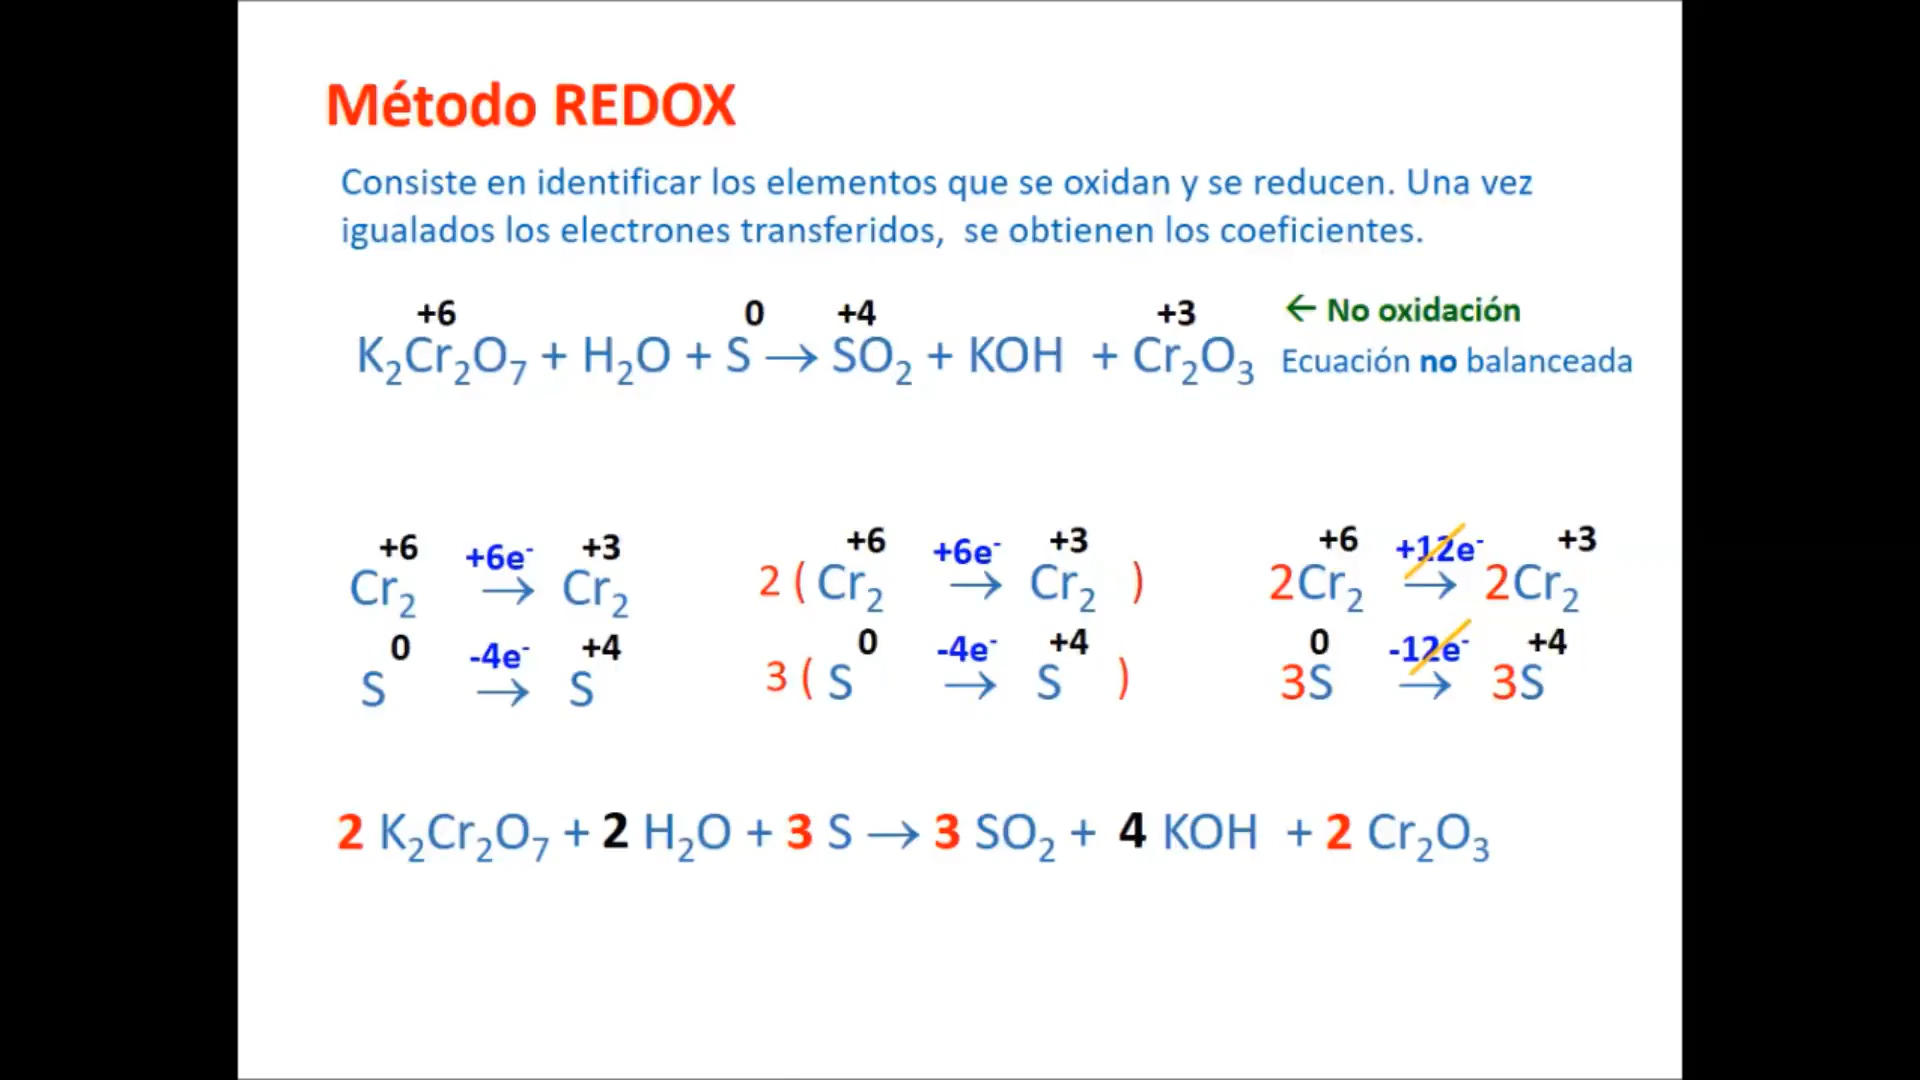 Método REDOX
Consiste en identificar los elementos que se oxidan y se reducen. Una vez
igualados los electrones transferidos, se obtienen los coeficientes.
+6 0 +4 +3 ← No oxidación
K₂Cr₂O₇ + H₂O + S → SO₂ + KOH + Cr₂O₃ Ecuación no balanceada
+6 +6e⁻ +3 +6 +6e⁻ +3 +6 +12e⁻ +3
Cr₂ → Cr₂ 2 ( Cr₂ → Cr₂ ) 2Cr₂ → 2Cr₂
0 -4e⁻ +4 0 -4e⁻ +4 0 -12e⁻ +4
S → S 3 ( S → S ) 3S → 3S
2 K₂Cr₂O₇ + 2 H₂O + 3 S → 3 SO₂ + 4 KOH + 2 Cr₂O₃